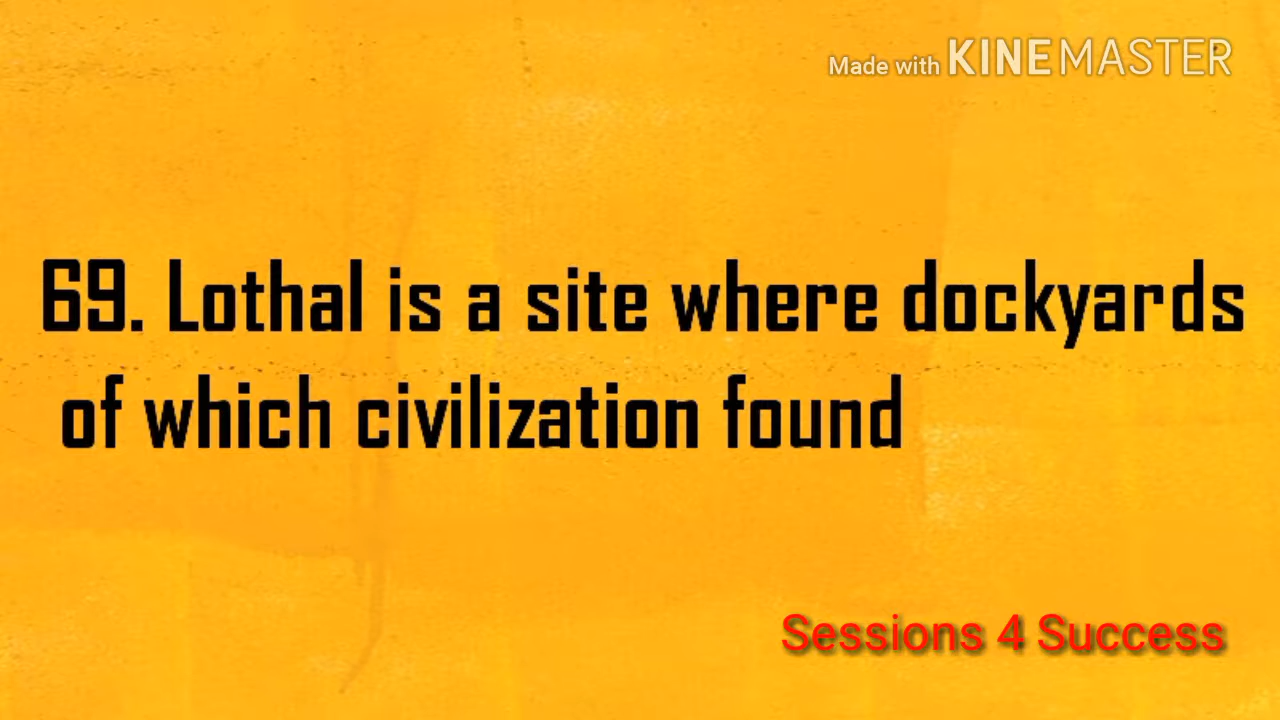 Made with KINEMASTER
69. Lothal is a site where dockyards
of which civilization found
Sessions 4 Success